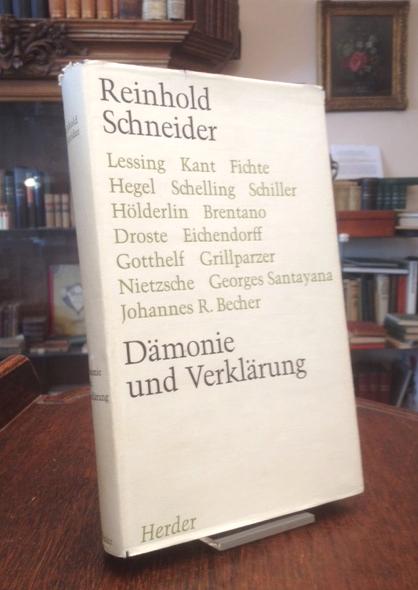 Reinhold
Schneider
Lessing Kant Fichte
Hegel Schelling Schiller
Hölderlin Brentano
Droste Eichendorff
Gotthelf Grillparzer
Nietzsche Georges Santayana
Johannes R. Becher
Dämonie
und Verklärung
Herder